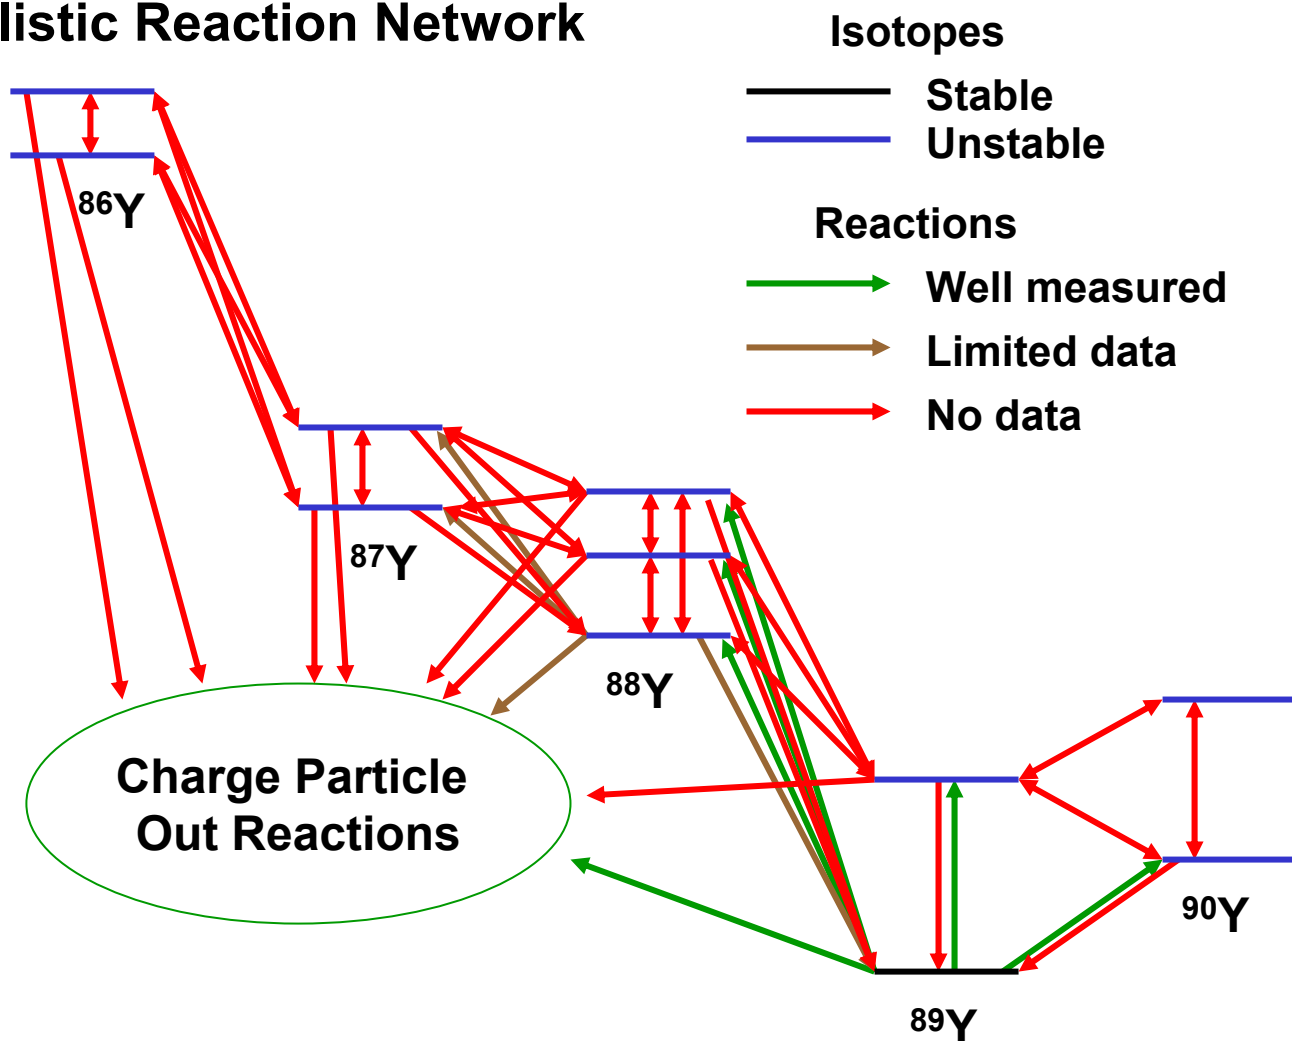 listic Reaction Network
Isotopes
Stable
Unstable
Reactions
Well measured
Limited data
No data
⁸⁶Y
⁸⁷Y
⁸⁸Y
Charge Particle
Out Reactions
⁹⁰Y
⁸⁹Y